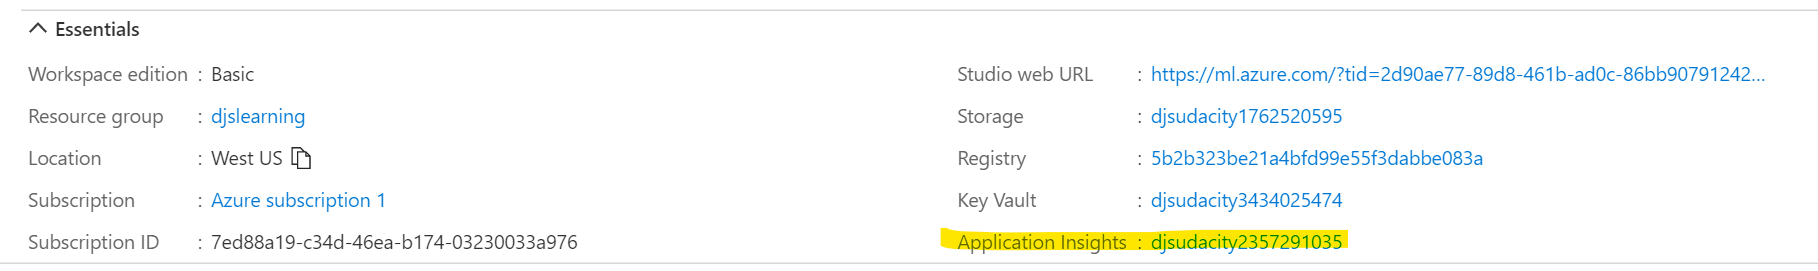 Essentials
Workspace edition : Basic
Resource group : djslearning
Location : West US
Subscription : Azure subscription 1
Subscription ID : 7ed88a19-c34d-46ea-b174-03230033a976
Studio web URL : https://ml.azure.com/?tid=2d90ae77-89d8-461b-ad0c-86bb90791242...
Storage : djsudacity1762520595
Registry : 5b2b323be21a4bfd99e55f3dabbe083a
Key Vault : djsudacity3434025474
Application Insights : djsudacity2357291035